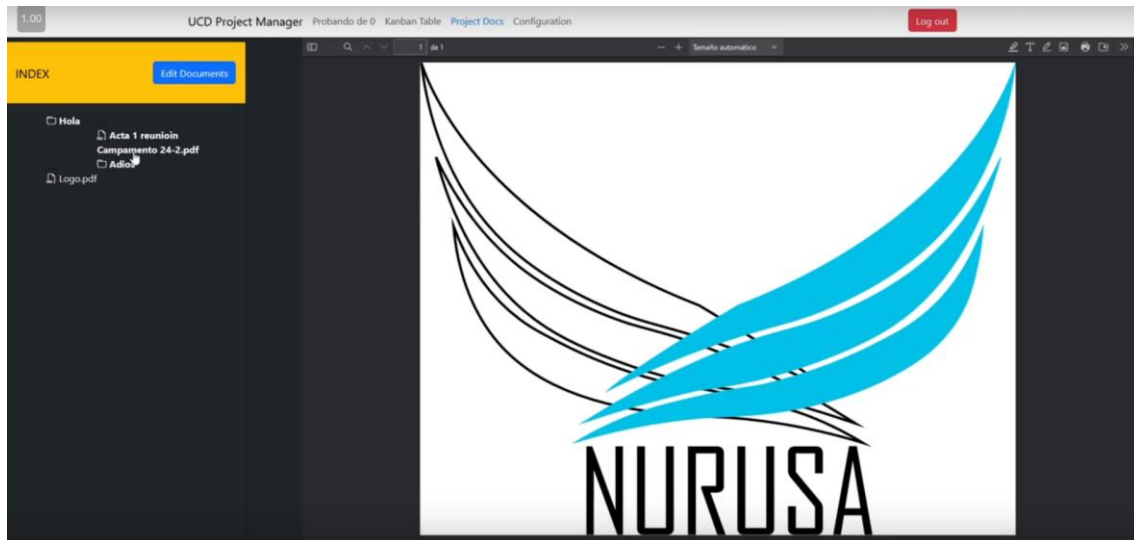 1.00
UCD Project Manager Probando de 0 Kanban Table Project Docs Configuration Log out
1 de 1 Tamaño automático
INDEX Edit Documents
Hola
Acta 1 reunioin
Campamento 24-2.pdf
Adios
Logo.pdf
NURUSA